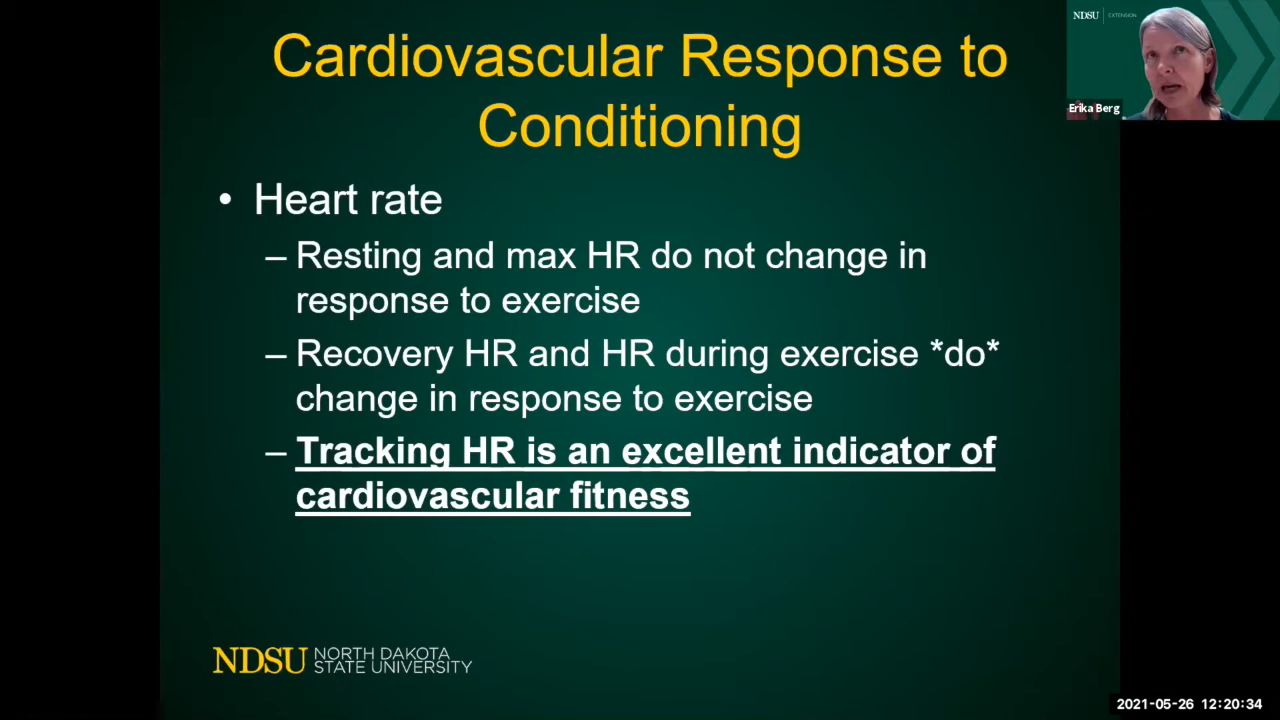 Cardiovascular Response to
Conditioning
• Heart rate
– Resting and max HR do not change in
response to exercise
– Recovery HR and HR during exercise *do*
change in response to exercise
– Tracking HR is an excellent indicator of
cardiovascular fitness
NDSU NORTH DAKOTA
STATE UNIVERSITY
NDSU EXTENSION
Erika Berg
2021-05-26 12:20:34